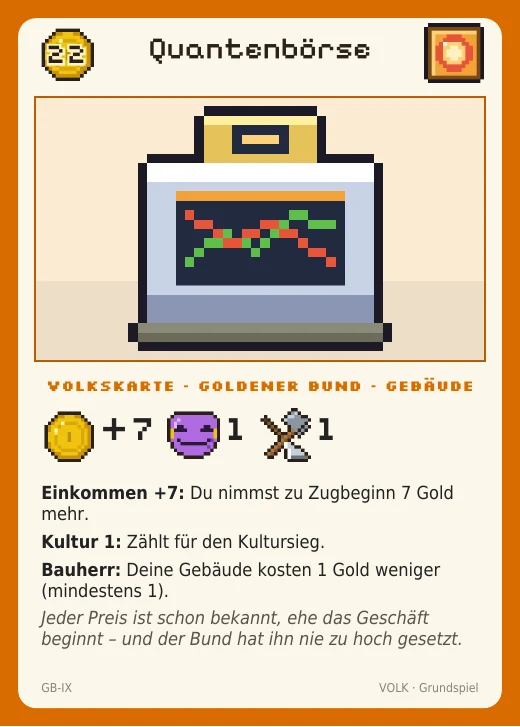 22
Quantenbörse
VOLKSKARTE · GOLDENER BUND · GEBÄUDE
+7 1 1
Einkommen +7: Du nimmst zu Zugbeginn 7 Gold
mehr.
Kultur 1: Zählt für den Kultursieg.
Bauherr: Deine Gebäude kosten 1 Gold weniger
(mindestens 1).
Jeder Preis ist schon bekannt, ehe das Geschäft
beginnt – und der Bund hat ihn nie zu hoch gesetzt.
GB-IX VOLK · Grundspiel